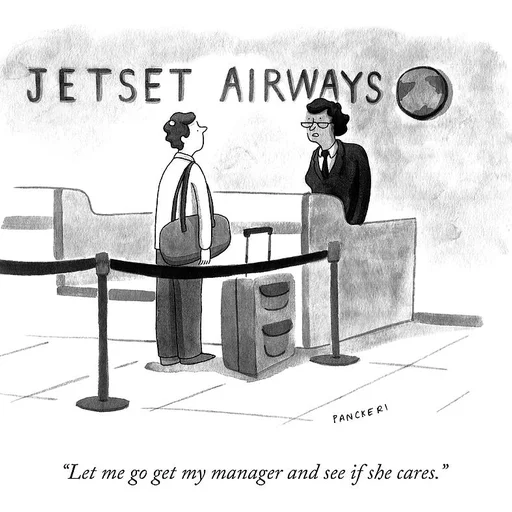 JETSET AIRWAYS
PANCKERI
“Let me go get my manager and see if she cares.”